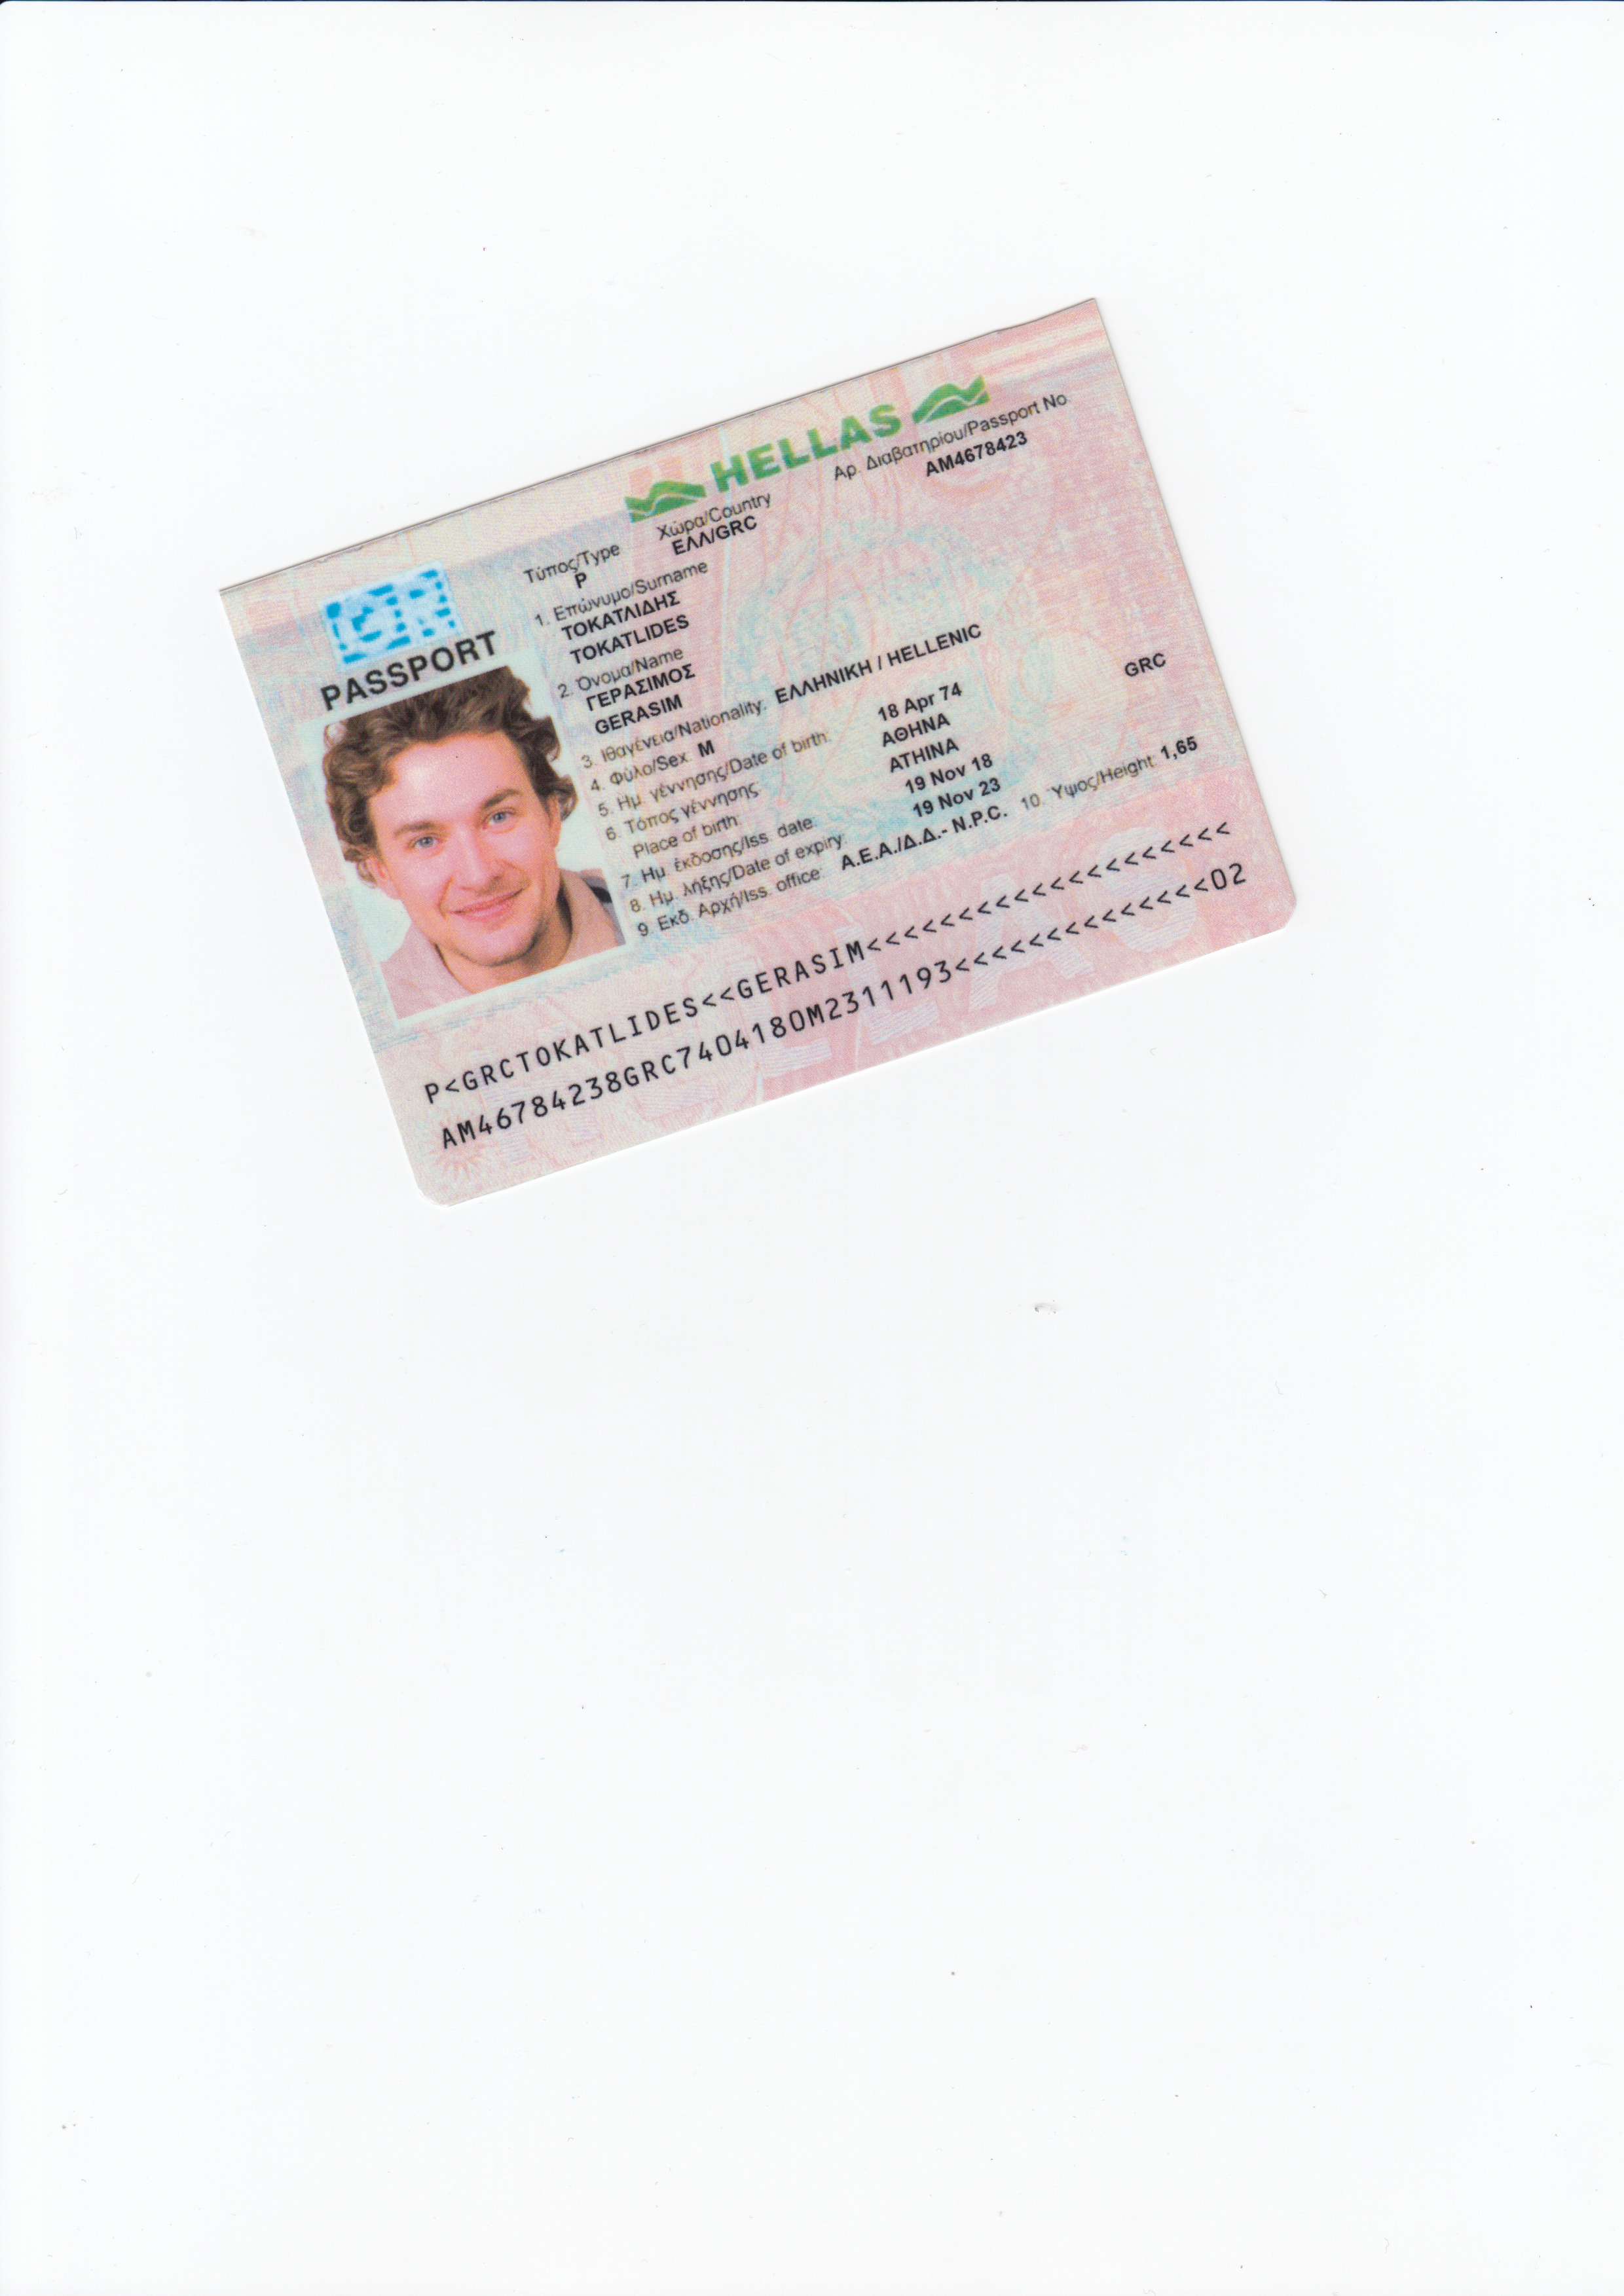 HELLAS
PASSPORT
Τύπος/Type
P
Χώρα/Country
ΕΛΛ/GRC
Αρ. Διαβατηρίου/Passport No.
AM4678423
1. Επώνυμο/Surname
ΤΟΚΑΤΛΙΔΗΣ
TOKATLIDES
2. Όνομα/Name
ΓΕΡΑΣΙΜΟΣ
GERASIM
3. Ιθαγένεια/Nationality: ΕΛΛΗΝΙΚΗ / HELLENIC
GRC
4. Φύλο/Sex: M
5. Ημ. γέννησης/Date of birth: 18 Apr 74
6. Τόπος γέννησης: ΑΘΗΝΑ
Place of birth: ATHINA
7. Ημ. έκδοσης/Iss. date: 19 Nov 18
8. Ημ. λήξης/Date of expiry: 19 Nov 23
9. Εκδ. Αρχή/Iss. office: Α.Ε.Α./Δ.Δ.- N.P.C. 10. Ύψος/Height: 1,65
P<GRCTOKATLIDES<<GERASIM<<<<<<<<<<<<<<<<<<<<
AM46784238GRC7404180M2311193<<<<<<<<<<<<<<02